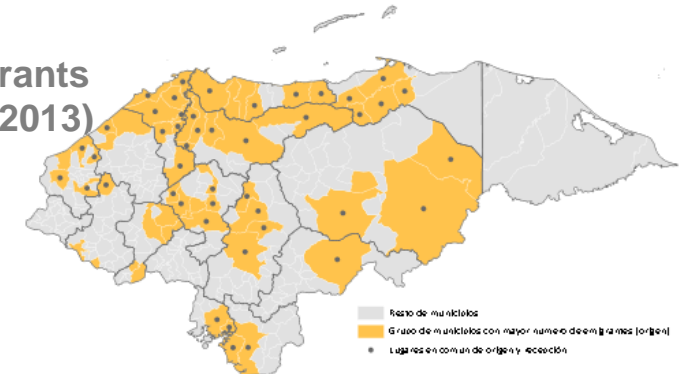 rants
2013)
Resto de municipios
Grupo de municipios con mayor numero de emigrantes (origen)
Lugares en comun de origen y recepción